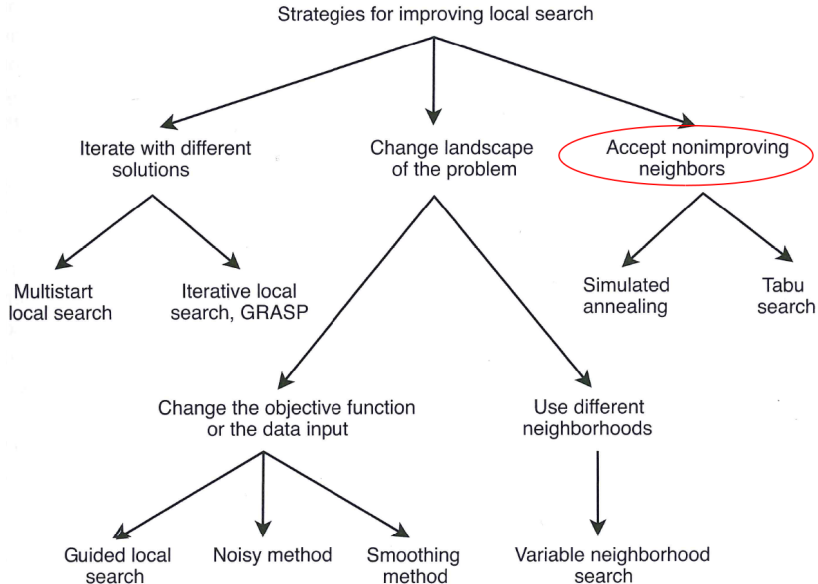 Strategies for improving local search
Iterate with different
solutions
Change landscape
of the problem
Accept nonimproving
neighbors
Multistart
local search
Iterative local
search, GRASP
Simulated
annealing
Tabu
search
Change the objective function
or the data input
Use different
neighborhoods
Guided local
search
Noisy method
Smoothing
method
Variable neighborhood
search